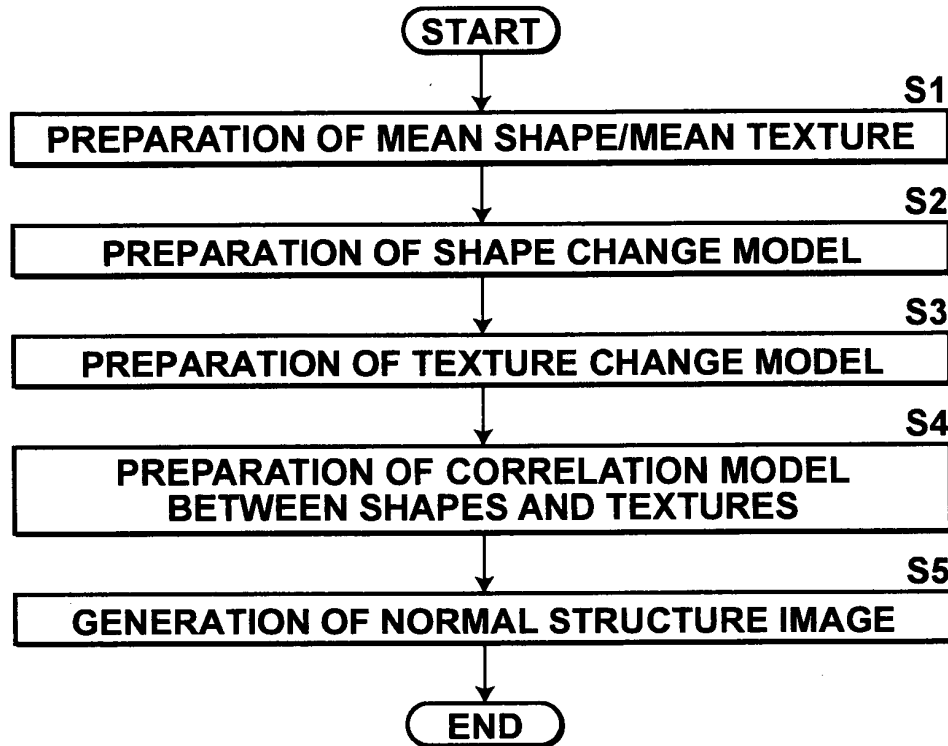 START
S1
PREPARATION OF MEAN SHAPE/MEAN TEXTURE
S2
PREPARATION OF SHAPE CHANGE MODEL
S3
PREPARATION OF TEXTURE CHANGE MODEL
S4
PREPARATION OF CORRELATION MODEL
BETWEEN SHAPES AND TEXTURES
S5
GENERATION OF NORMAL STRUCTURE IMAGE
END